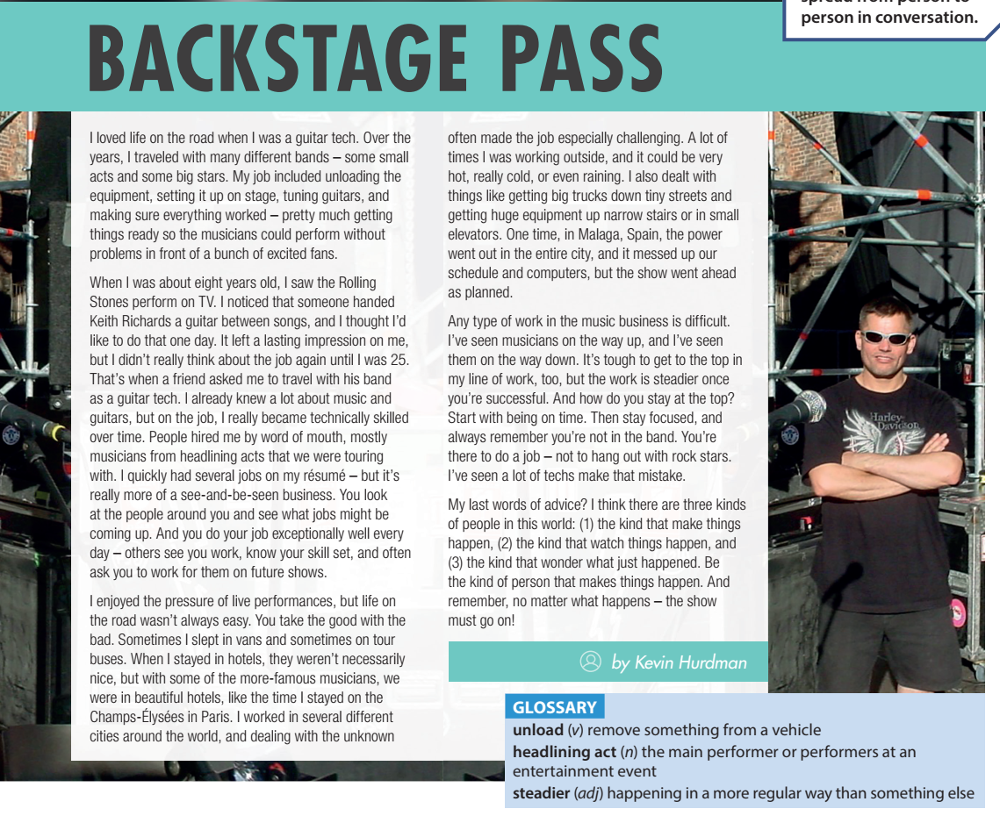 spread from person to
person in conversation.
BACKSTAGE PASS
I loved life on the road when I was a guitar tech. Over the
years, I traveled with many different bands – some small
acts and some big stars. My job included unloading the
equipment, setting it up on stage, tuning guitars, and
making sure everything worked – pretty much getting
things ready so the musicians could perform without
problems in front of a bunch of excited fans.
When I was about eight years old, I saw the Rolling
Stones perform on TV. I noticed that someone handed
Keith Richards a guitar between songs, and I thought I'd
like to do that one day. It left a lasting impression on me,
but I didn't really think about the job again until I was 25.
That's when a friend asked me to travel with his band
as a guitar tech. I already knew a lot about music and
guitars, but on the job, I really became technically skilled
over time. People hired me by word of mouth, mostly
musicians from headlining acts that we were touring
with. I quickly had several jobs on my résumé – but it's
really more of a see-and-be-seen business. You look
at the people around you and see what jobs might be
coming up. And you do your job exceptionally well every
day – others see you work, know your skill set, and often
ask you to work for them on future shows.
I enjoyed the pressure of live performances, but life on
the road wasn't always easy. You take the good with the
bad. Sometimes I slept in vans and sometimes on tour
buses. When I stayed in hotels, they weren't necessarily
nice, but with some of the more-famous musicians, we
were in beautiful hotels, like the time I stayed on the
Champs-Élysées in Paris. I worked in several different
cities around the world, and dealing with the unknown
often made the job especially challenging. A lot of
times I was working outside, and it could be very
hot, really cold, or even raining. I also dealt with
things like getting big trucks down tiny streets and
getting huge equipment up narrow stairs or in small
elevators. One time, in Malaga, Spain, the power
went out in the entire city, and it messed up our
schedule and computers, but the show went ahead
as planned.
Any type of work in the music business is difficult.
I've seen musicians on the way up, and I've seen
them on the way down. It's tough to get to the top in
my line of work, too, but the work is steadier once
you're successful. And how do you stay at the top?
Start with being on time. Then stay focused, and
always remember you're not in the band. You're
there to do a job – not to hang out with rock stars.
I've seen a lot of techs make that mistake.
My last words of advice? I think there are three kinds
of people in this world: (1) the kind that make things
happen, (2) the kind that watch things happen, and
(3) the kind that wonder what just happened. Be
the kind of person that makes things happen. And
remember, no matter what happens – the show
must go on!
by Kevin Hurdman
Harley
Davidson
GLOSSARY
unload (v) remove something from a vehicle
headlining act (n) the main performer or performers at an
entertainment event
steadier (adj) happening in a more regular way than something else